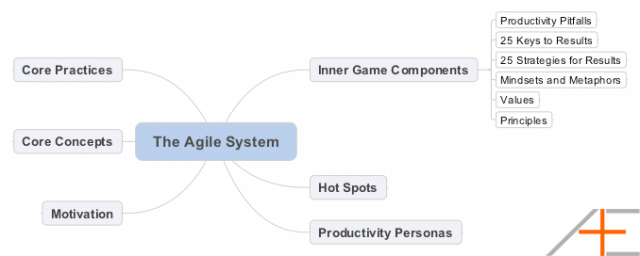 Productivity Pitfalls
25 Keys to Results
25 Strategies for Results
Mindsets and Metaphors
Values
Principles
Core Practices
Inner Game Components
Core Concepts
The Agile System
Hot Spots
Motivation
Productivity Personas